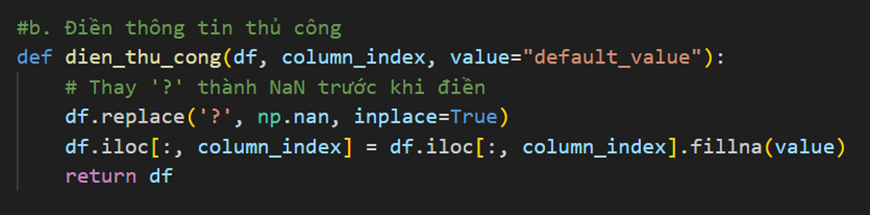 #b. Điền thông tin thủ công
def dien_thu_cong(df, column_index, value="default_value"):
    # Thay '?' thành NaN trước khi điền
    df.replace('?', np.nan, inplace=True)
    df.iloc[:, column_index] = df.iloc[:, column_index].fillna(value)
    return df